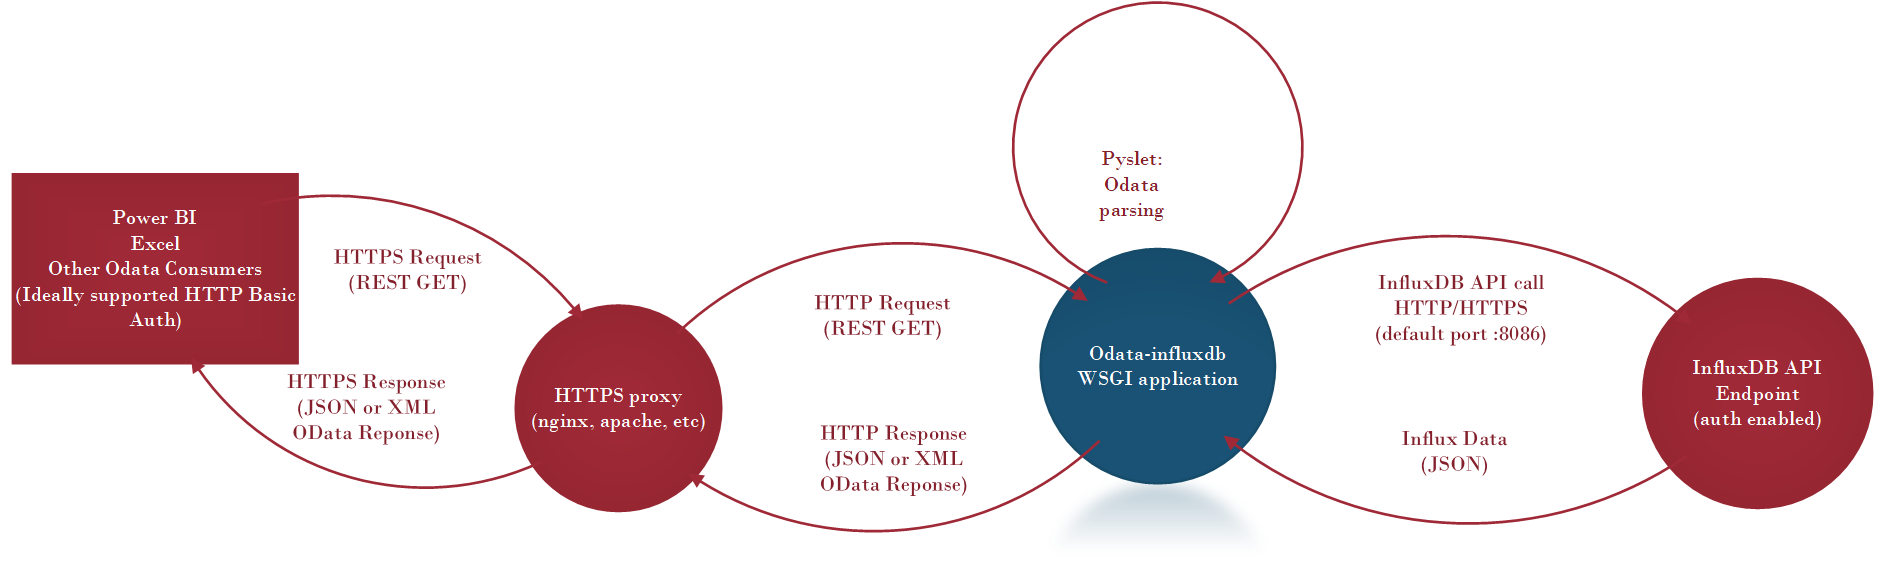 Power BI
Excel
Other Odata Consumers
(Ideally supported HTTP Basic
Auth)
HTTPS Request
(REST GET)
HTTPS Response
(JSON or XML
OData Reponse)
HTTPS proxy
(nginx, apache, etc)
HTTP Request
(REST GET)
HTTP Response
(JSON or XML
OData Reponse)
Pyslet:
Odata
parsing
Odata-influxdb
WSGI application
InfluxDB API call
HTTP/HTTPS
(default port :8086)
Influx Data
(JSON)
InfluxDB API
Endpoint
(auth enabled)